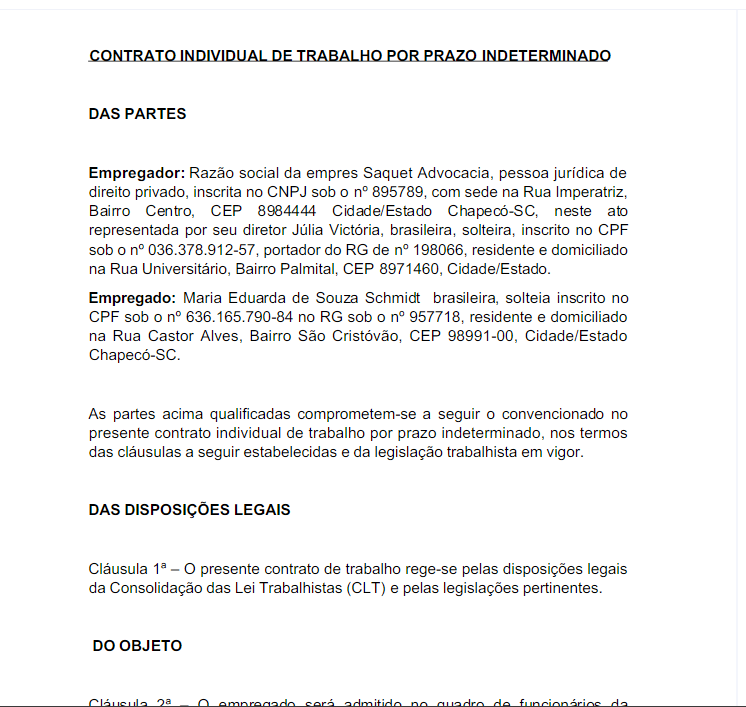 CONTRATO INDIVIDUAL DE TRABALHO POR PRAZO INDETERMINADO
DAS PARTES
Empregador: Razão social da empres Saquet Advocacia, pessoa jurídica de
direito privado, inscrita no CNPJ sob o nº 895789, com sede na Rua Imperatriz,
Bairro Centro, CEP 8984444 Cidade/Estado Chapecó-SC, neste ato
representada por seu diretor Júlia Victória, brasileira, solteira, inscrito no CPF
sob o nº 036.378.912-57, portador do RG de nº 198066, residente e domiciliado
na Rua Universitário, Bairro Palmital, CEP 8971460, Cidade/Estado.
Empregado: Maria Eduarda de Souza Schmidt brasileira, solteia inscrito no
CPF sob o nº 636.165.790-84 no RG sob o nº 957718, residente e domiciliado
na Rua Castor Alves, Bairro São Cristóvão, CEP 98991-00, Cidade/Estado
Chapecó-SC.
As partes acima qualificadas comprometem-se a seguir o convencionado no
presente contrato individual de trabalho por prazo indeterminado, nos termos
das cláusulas a seguir estabelecidas e da legislação trabalhista em vigor.
DAS DISPOSIÇÕES LEGAIS
Cláusula 1ª – O presente contrato de trabalho rege-se pelas disposições legais
da Consolidação das Lei Trabalhistas (CLT) e pelas legislações pertinentes.
DO OBJETO
Cláusula 2ª – O empregado será admitido no quadro de funcionários da